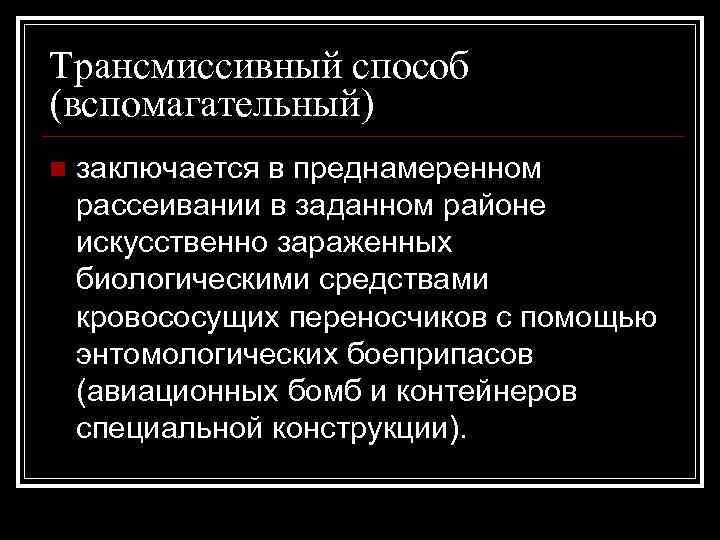 Трансмиссивный способ
(вспомагательный)
заключается в преднамеренном
рассеивании в заданном районе
искусственно зараженных
биологическими средствами
кровососущих переносчиков с помощью
энтомологических боеприпасов
(авиационных бомб и контейнеров
специальной конструкции).